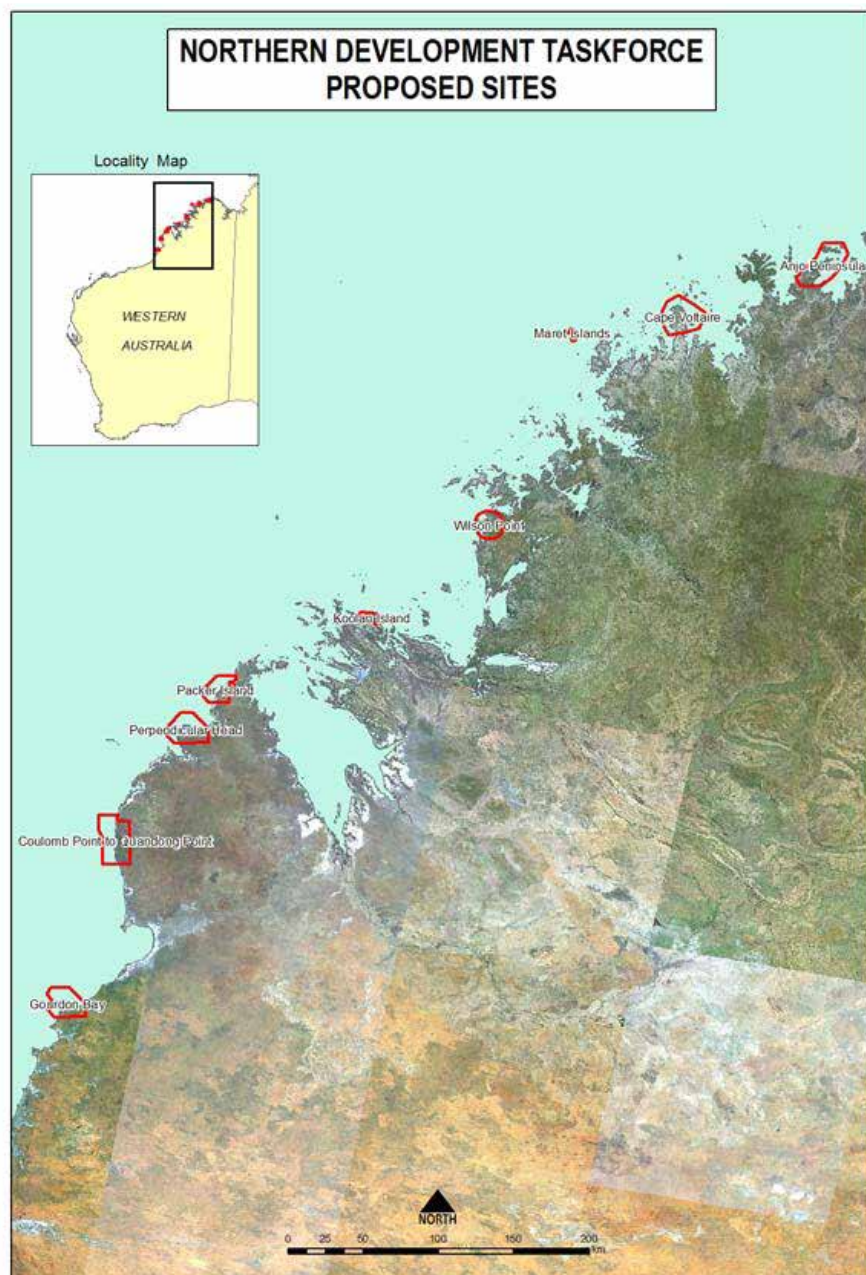 NORTHERN DEVELOPMENT TASKFORCE
PROPOSED SITES
Locality Map
WESTERN
AUSTRALIA
Anjo Peninsula
Cape Voltaire
Maret Islands
Wilson Point
Koolan Island
Packer Island
Perpendicular Head
Coulomb Point to Quandong Point
Gourdon Bay
NORTH
0 25 50 100 150 200
km